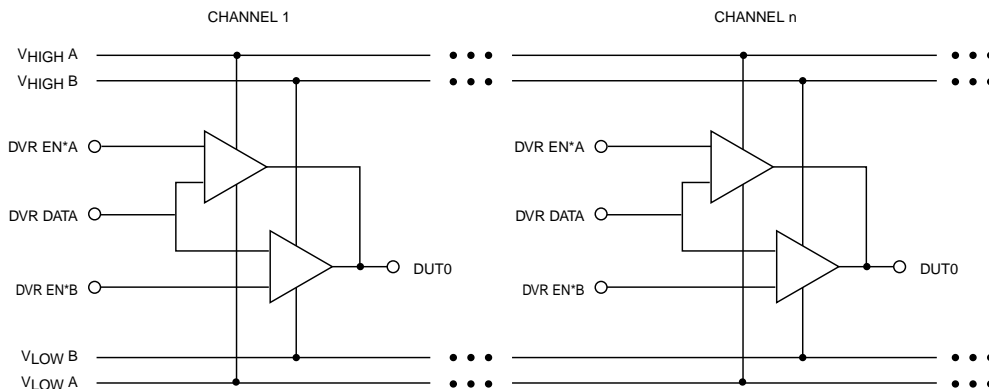 CHANNEL 1
VHIGH A
VHIGH B
DVR EN*A
DVR DATA
DVR EN*B
DUT0
VLOW B
VLOW A
CHANNEL n
DVR EN*A
DVR DATA
DVR EN*B
DUT0